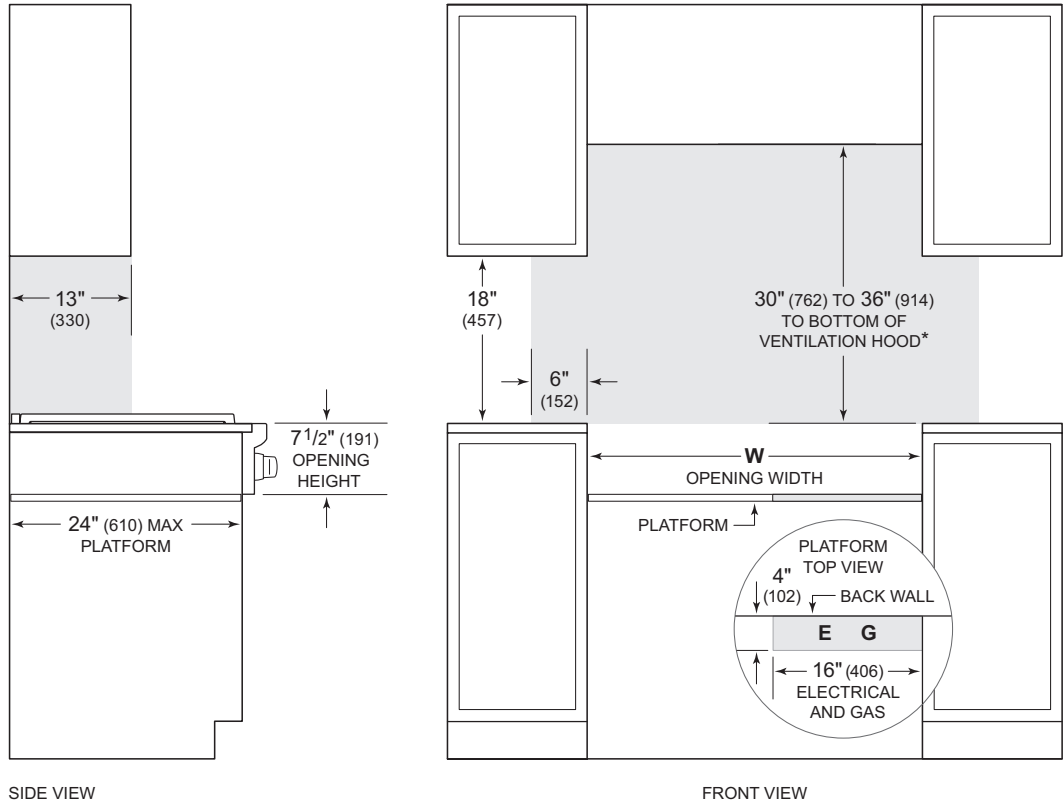 13"
(330)
7 1/2" (191)
OPENING
HEIGHT
24" (610) MAX
PLATFORM
SIDE VIEW
18"
(457)
30" (762) TO 36" (914)
TO BOTTOM OF
VENTILATION HOOD*
6"
(152)
W
OPENING WIDTH
PLATFORM
PLATFORM
TOP VIEW
4"
(102)
BACK WALL
E G
16" (406)
ELECTRICAL
AND GAS
FRONT VIEW